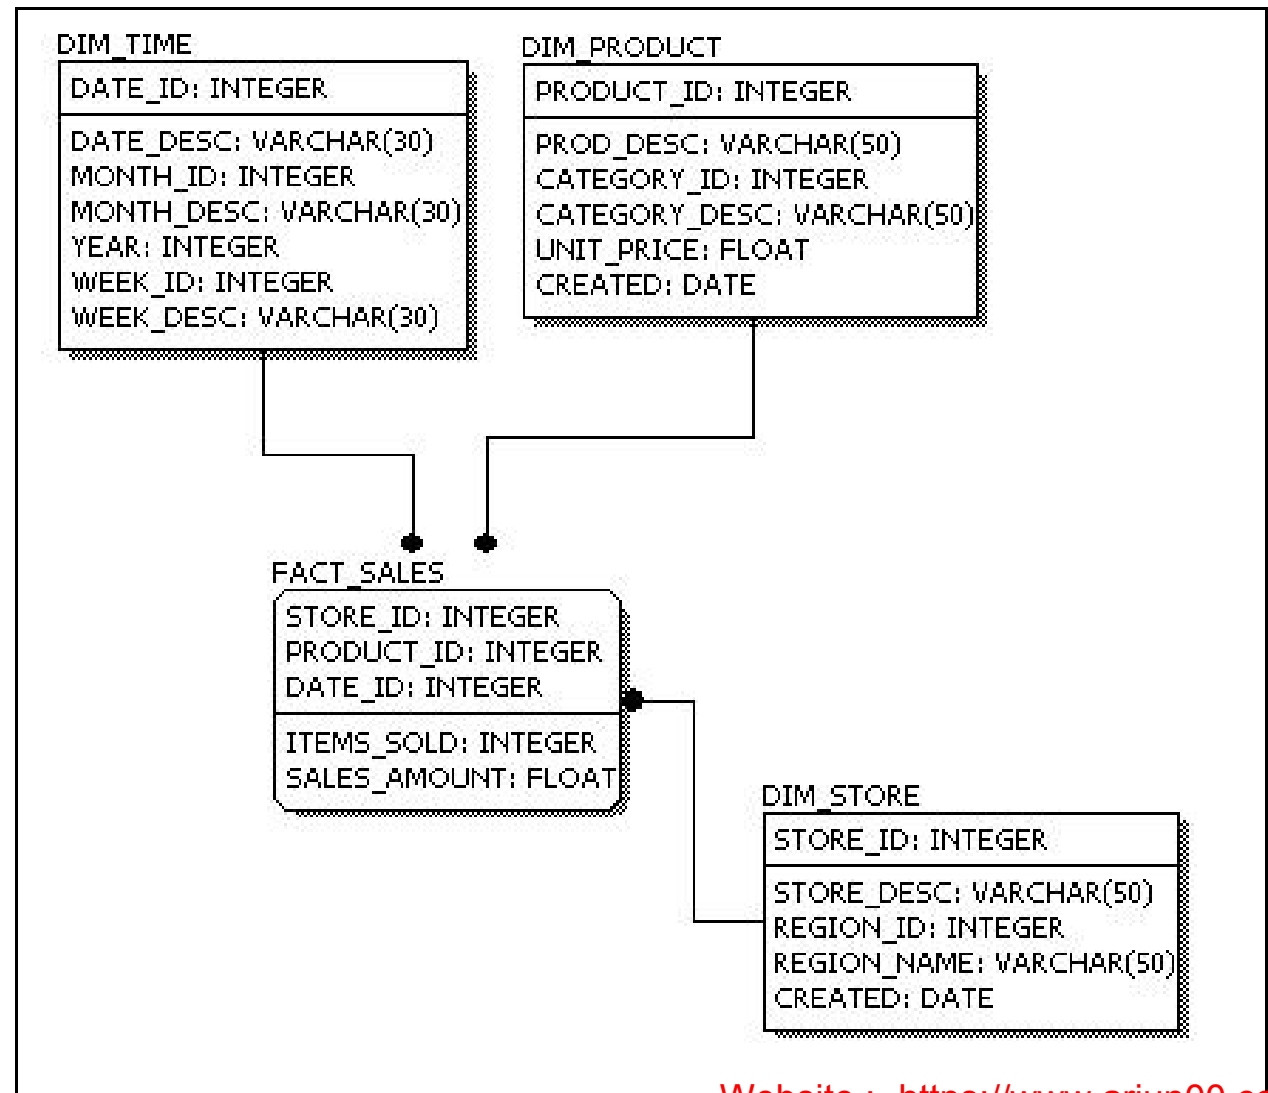 DIM_TIME
DATE_ID: INTEGER
DATE_DESC: VARCHAR(30)
MONTH_ID: INTEGER
MONTH_DESC: VARCHAR(30)
YEAR: INTEGER
WEEK_ID: INTEGER
WEEK_DESC: VARCHAR(30)
DIM_PRODUCT
PRODUCT_ID: INTEGER
PROD_DESC: VARCHAR(50)
CATEGORY_ID: INTEGER
CATEGORY_DESC: VARCHAR(50)
UNIT_PRICE: FLOAT
CREATED: DATE
FACT_SALES
STORE_ID: INTEGER
PRODUCT_ID: INTEGER
DATE_ID: INTEGER
ITEMS_SOLD: INTEGER
SALES_AMOUNT: FLOAT
DIM_STORE
STORE_ID: INTEGER
STORE_DESC: VARCHAR(50)
REGION_ID: INTEGER
REGION_NAME: VARCHAR(50)
CREATED: DATE
Website :